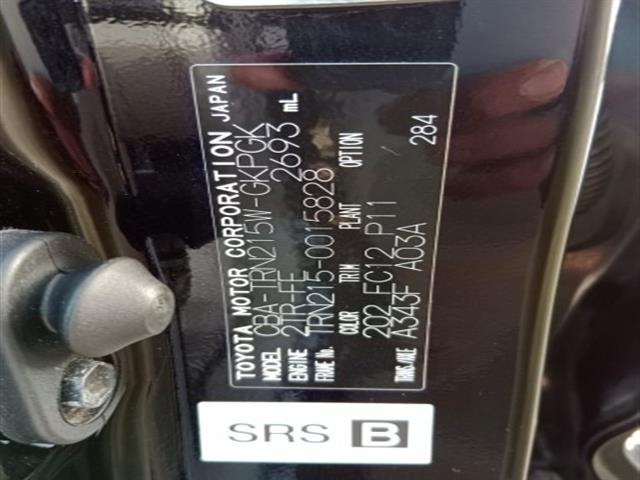 TOYOTA MOTOR CORPORATION JAPAN
MODEL CBA-TRN215W-GKPGK
ENGINE 2TR-FE 2693 mL
FRAME No. TRN215-0015828
COLOR TRIM PLANT OPTION
202 FC12 P11 / 284
TRANS/AXLE A343F A03A
SRS B